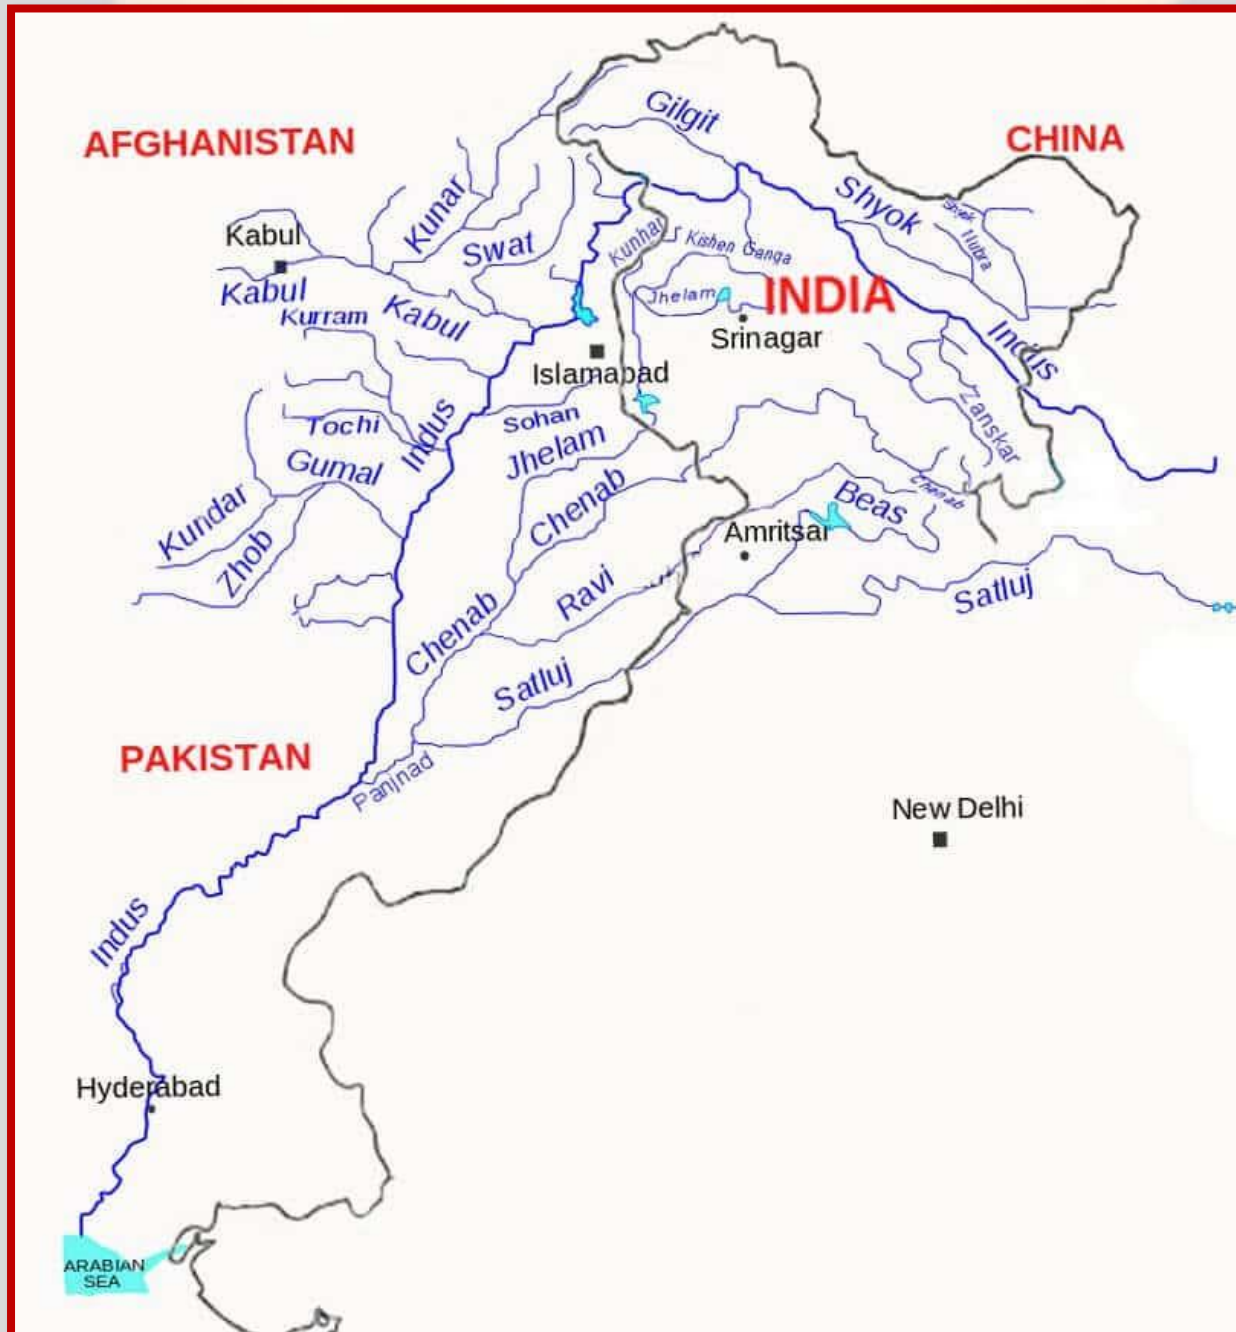 Gilgit
AFGHANISTAN
CHINA
Kunar
Shyok
Shyok
Nubra
Kabul
Swat
Kunhar
Kishen Ganga
Kabul
Jhelam
INDIA
Kurram
Kabul
Srinagar
Indus
Islamabad
Zanskar
Tochi
Indus
Sohan
Jhelam
Gumal
Chenab
Chenab
Beas
Kundar
Zhob
Amritsar
Ravi
Satluj
Chenab
Satluj
PAKISTAN
Panjnad
New Delhi
Indus
Hyderabad
ARABIAN
SEA